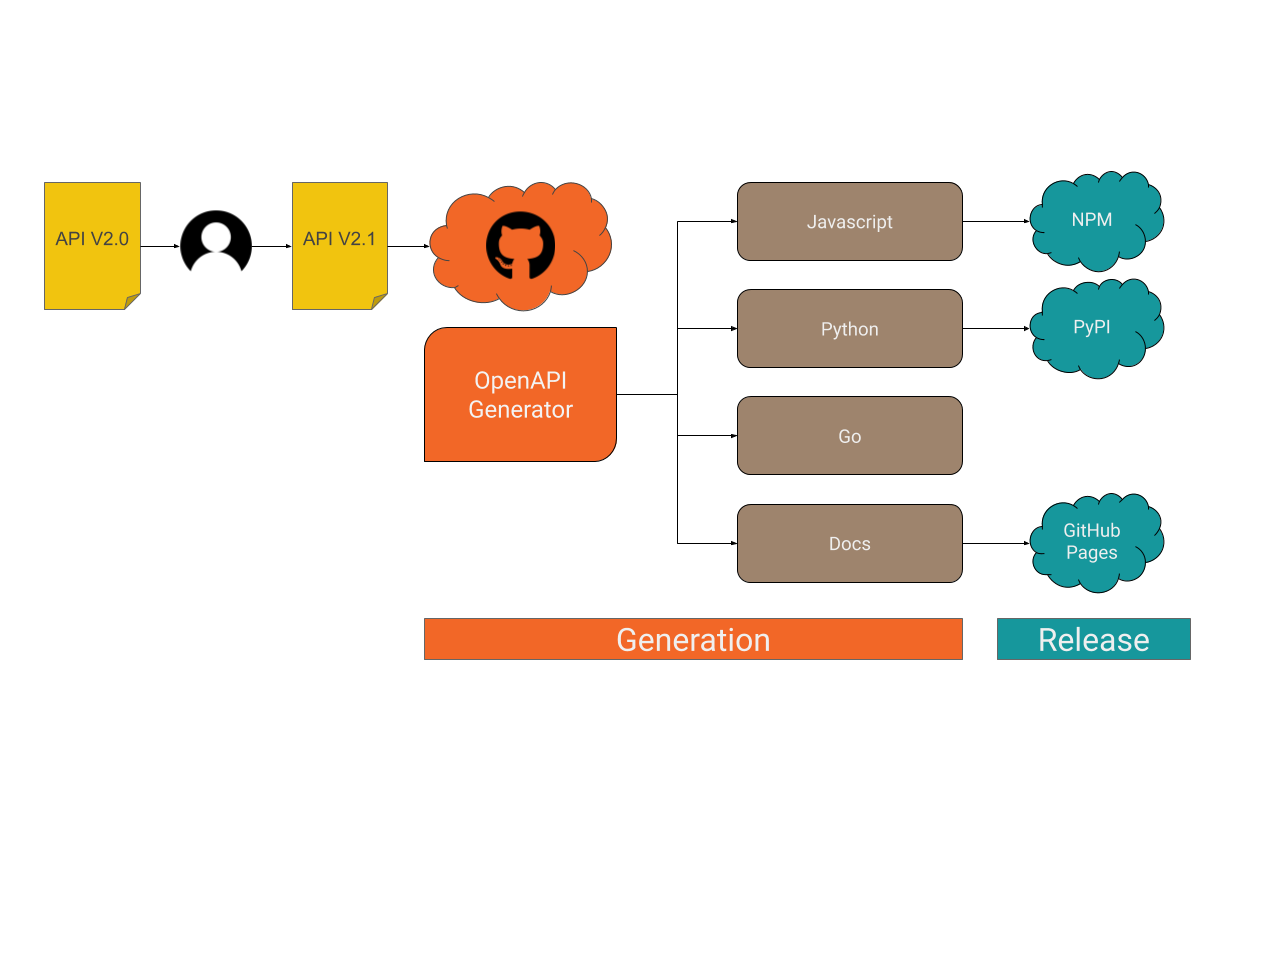 API V2.0
API V2.1
OpenAPI
Generator
Javascript
NPM
Python
PyPI
Go
Docs
GitHub
Pages
Generation
Release